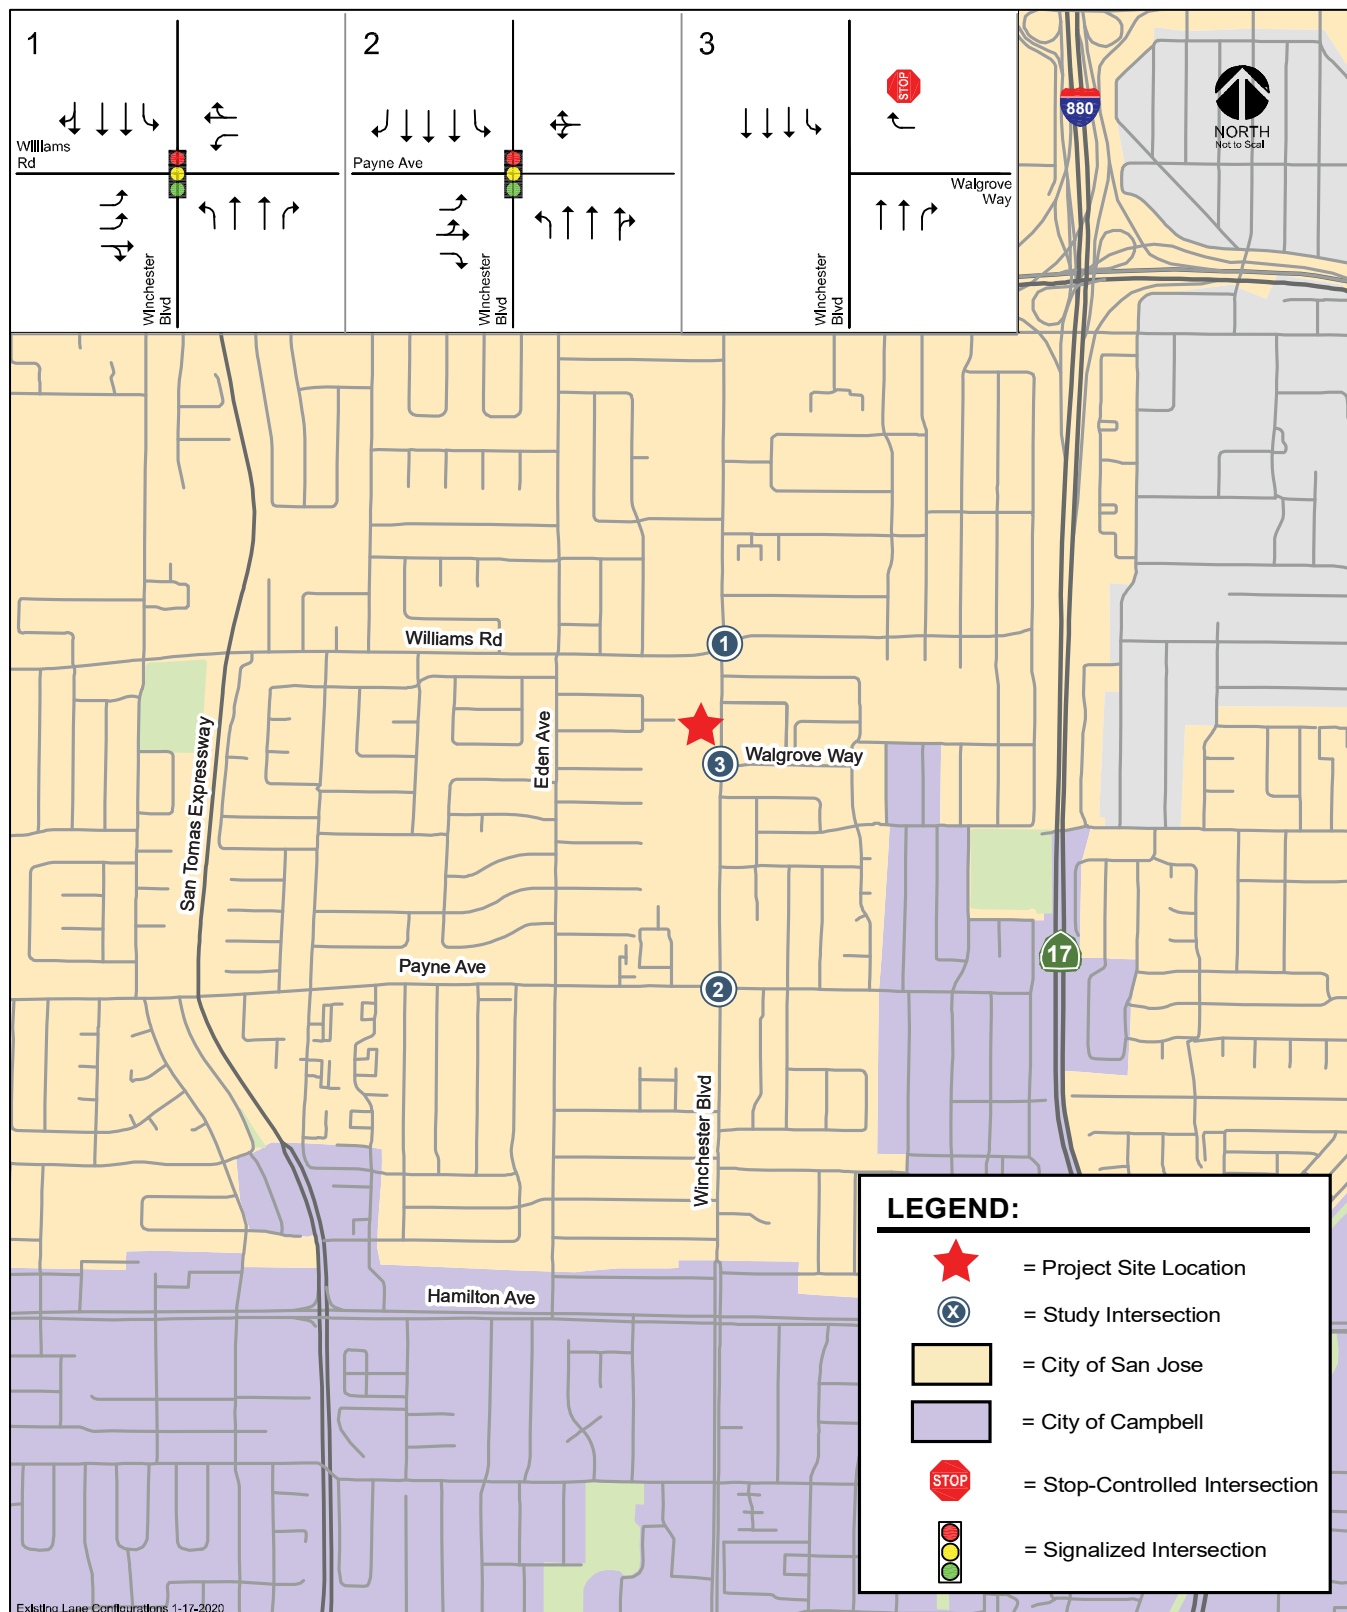 1
Williams
Rd
Winchester
Blvd
2
Payne Ave
Winchester
Blvd
3
STOP
Walgrove
Way
Winchester
Blvd
880
NORTH
Not to Scal
Williams Rd
1
Eden Ave
San Tomas Expressway
3
Walgrove Way
Payne Ave
2
17
Winchester Blvd
Hamilton Ave
LEGEND:
= Project Site Location
X = Study Intersection
= City of San Jose
= City of Campbell
STOP = Stop-Controlled Intersection
= Signalized Intersection
Existing Lane Configurations 1-17-2020